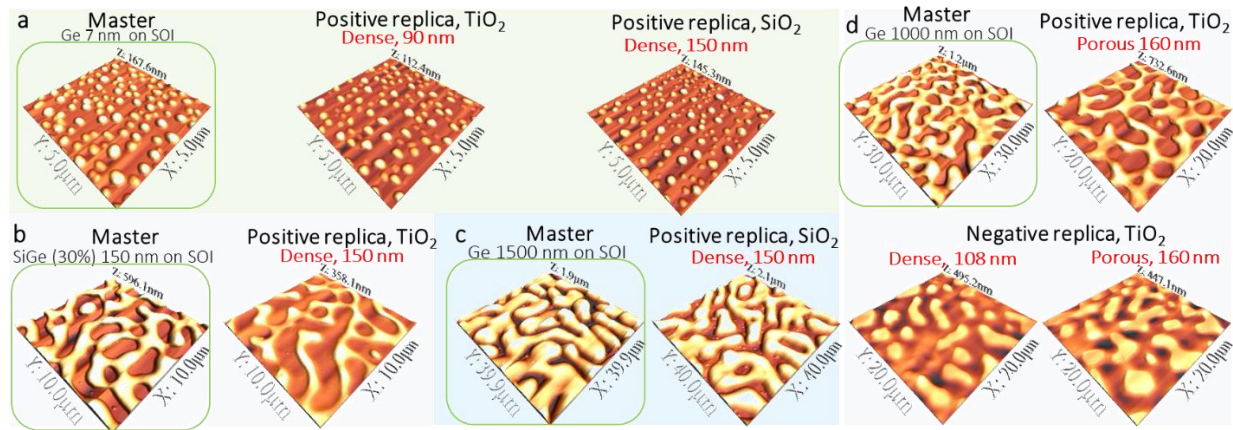 a
Master
Ge 7 nm on SOI
Z: 167.6nm
Y: 5.0µm
X: 5.0µm
Positive replica, TiO2
Dense, 90 nm
Z: 112.4nm
Y: 5.0µm
X: 5.0µm
Positive replica, SiO2
Dense, 150 nm
Z: 145.3nm
Y: 5.0µm
X: 5.0µm
b
Master
SiGe (30%) 150 nm on SOI
Z: 596.1nm
Y: 10.0µm
X: 10.0µm
Positive replica, TiO2
Dense, 150 nm
Z: 358.1nm
Y: 10.0µm
X: 10.0µm
c
Master
Ge 1500 nm on SOI
Z: 1.9µm
Y: 39.9µm
X: 39.9µm
Positive replica, SiO2
Dense, 150 nm
Z: 2.1µm
Y: 40.0µm
X: 40.0µm
d
Master
Ge 1000 nm on SOI
Z: 1.2µm
Y: 30.0µm
X: 30.0µm
Positive replica, TiO2
Porous 160 nm
Z: 732.6nm
Y: 20.0µm
X: 20.0µm
Negative replica, TiO2
Dense, 108 nm
Z: 495.2nm
Y: 20.0µm
X: 20.0µm
Porous, 160 nm
Z: 447.1nm
Y: 20.0µm
X: 20.0µm